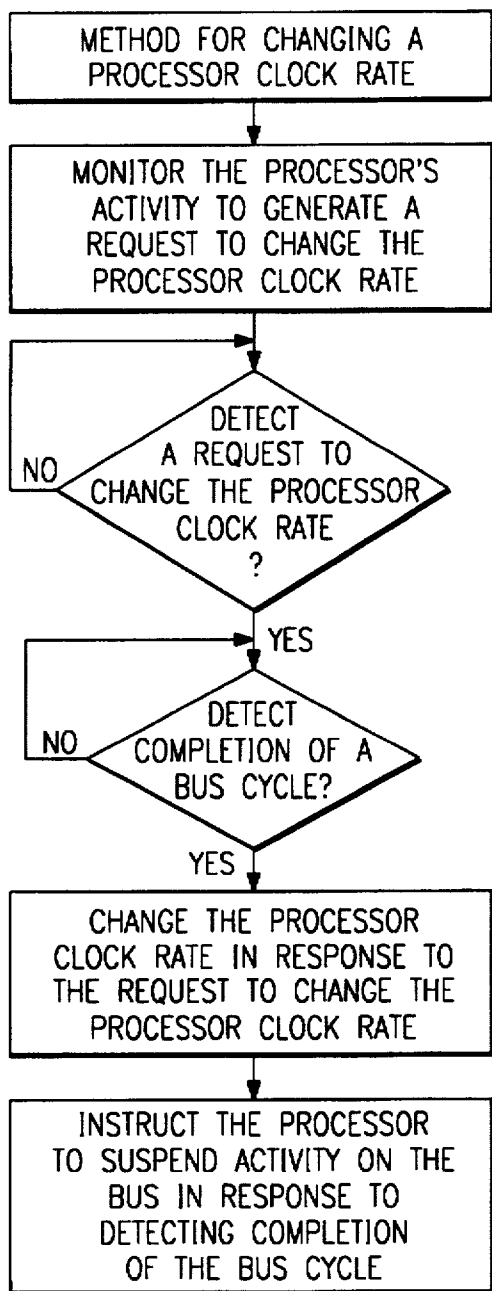 METHOD FOR CHANGING A
PROCESSOR CLOCK RATE
MONITOR THE PROCESSOR'S
ACTIVITY TO GENERATE A
REQUEST TO CHANGE THE
PROCESSOR CLOCK RATE
DETECT
A REQUEST TO
CHANGE THE PROCESSOR
CLOCK RATE
?
NO
YES
DETECT
COMPLETION OF A
BUS CYCLE?
NO
YES
CHANGE THE PROCESSOR
CLOCK RATE IN RESPONSE TO
THE REQUEST TO CHANGE THE
PROCESSOR CLOCK RATE
INSTRUCT THE PROCESSOR
TO SUSPEND ACTIVITY ON THE
BUS IN RESPONSE TO
DETECTING COMPLETION
OF THE BUS CYCLE